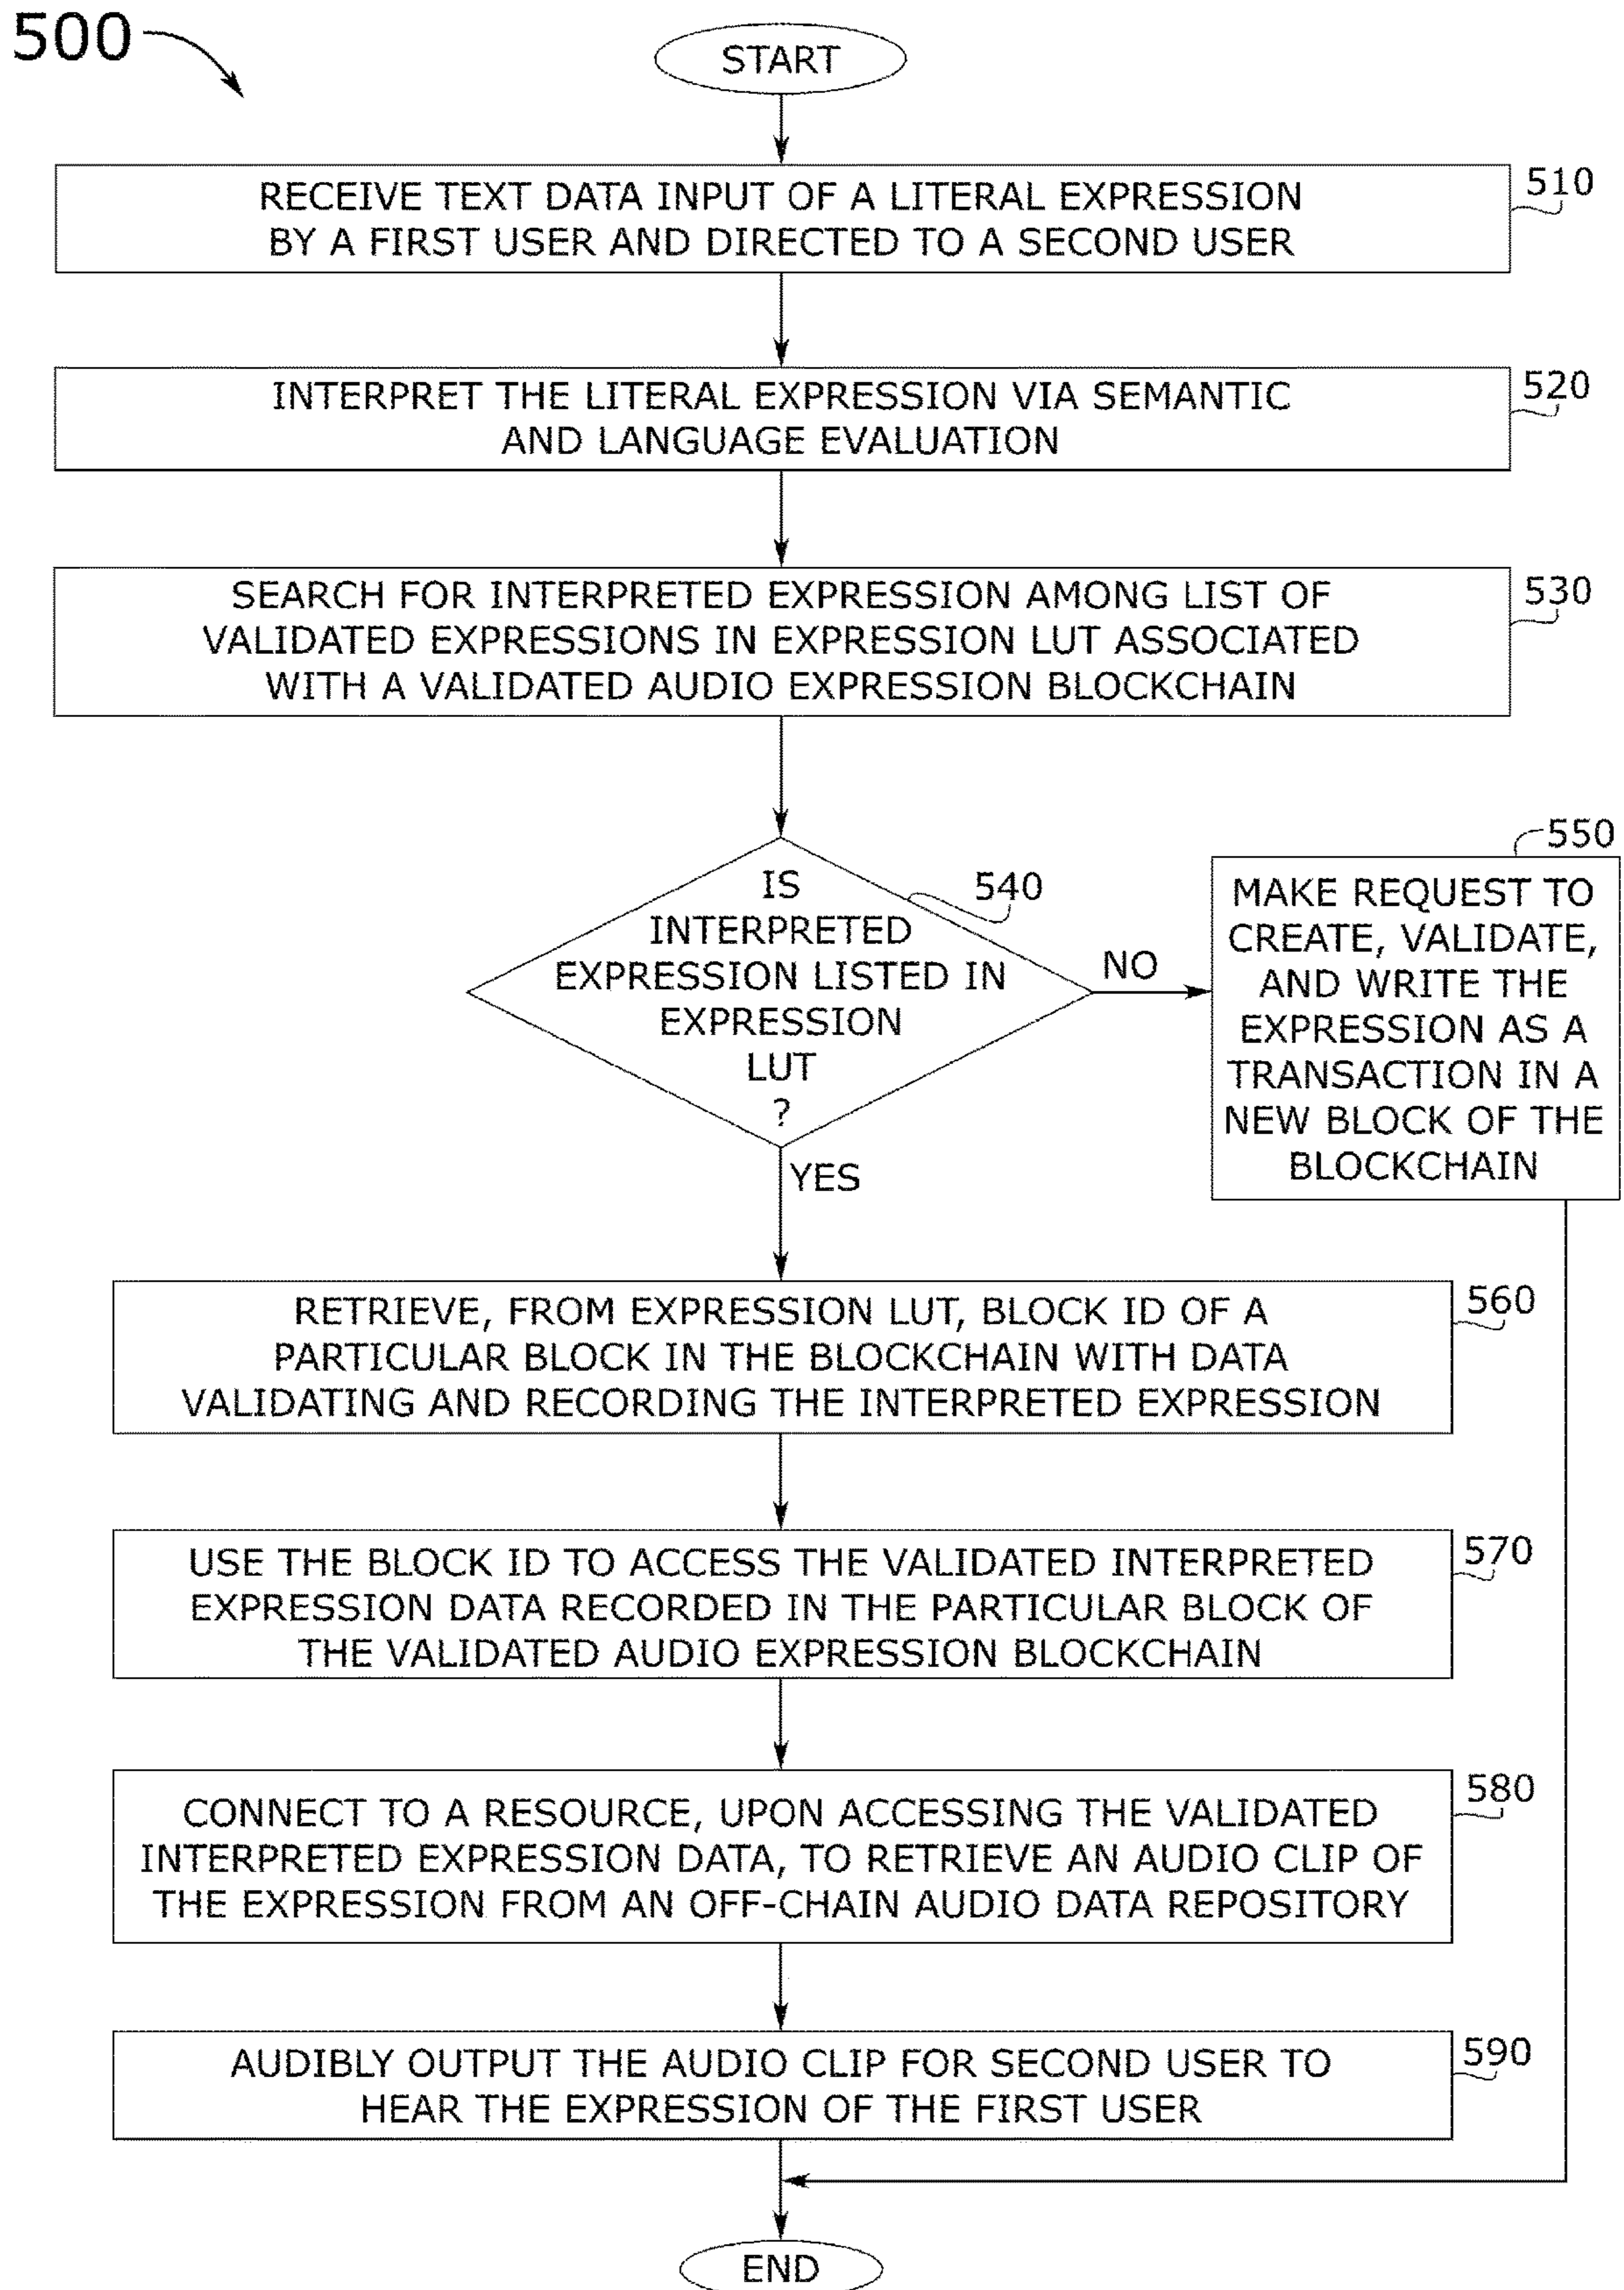 500
START
RECEIVE TEXT DATA INPUT OF A LITERAL EXPRESSION
BY A FIRST USER AND DIRECTED TO A SECOND USER
510
INTERPRET THE LITERAL EXPRESSION VIA SEMANTIC
AND LANGUAGE EVALUATION
520
SEARCH FOR INTERPRETED EXPRESSION AMONG LIST OF
VALIDATED EXPRESSIONS IN EXPRESSION LUT ASSOCIATED
WITH A VALIDATED AUDIO EXPRESSION BLOCKCHAIN
530
IS
INTERPRETED
EXPRESSION LISTED IN
EXPRESSION
LUT
?
540
NO
YES
550
MAKE REQUEST TO
CREATE, VALIDATE,
AND WRITE THE
EXPRESSION AS A
TRANSACTION IN A
NEW BLOCK OF THE
BLOCKCHAIN
RETRIEVE, FROM EXPRESSION LUT, BLOCK ID OF A
PARTICULAR BLOCK IN THE BLOCKCHAIN WITH DATA
VALIDATING AND RECORDING THE INTERPRETED EXPRESSION
560
USE THE BLOCK ID TO ACCESS THE VALIDATED INTERPRETED
EXPRESSION DATA RECORDED IN THE PARTICULAR BLOCK OF
THE VALIDATED AUDIO EXPRESSION BLOCKCHAIN
570
CONNECT TO A RESOURCE, UPON ACCESSING THE VALIDATED
INTERPRETED EXPRESSION DATA, TO RETRIEVE AN AUDIO CLIP OF
THE EXPRESSION FROM AN OFF-CHAIN AUDIO DATA REPOSITORY
580
AUDIBLY OUTPUT THE AUDIO CLIP FOR SECOND USER TO
HEAR THE EXPRESSION OF THE FIRST USER
590
END